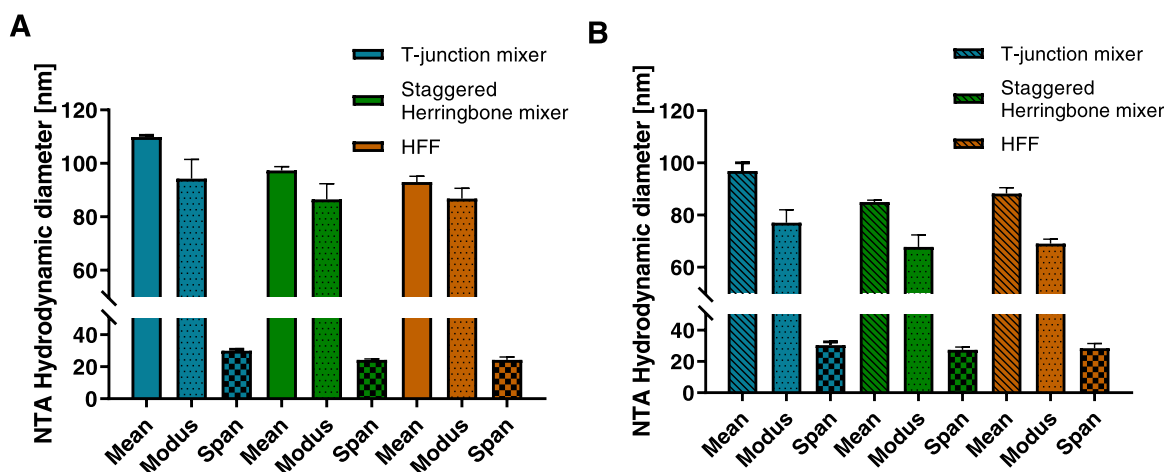 A
T-junction mixer
Staggered
Herringbone mixer
HFF
NTA Hydrodynamic diameter [nm]
120
100
80
60
40
20
0
Mean
Modus
Span
Mean
Modus
Span
Mean
Modus
Span
B
T-junction mixer
Staggered
Herringbone mixer
HFF
NTA Hydrodynamic diameter [nm]
120
100
80
60
40
20
0
Mean
Modus
Span
Mean
Modus
Span
Mean
Modus
Span